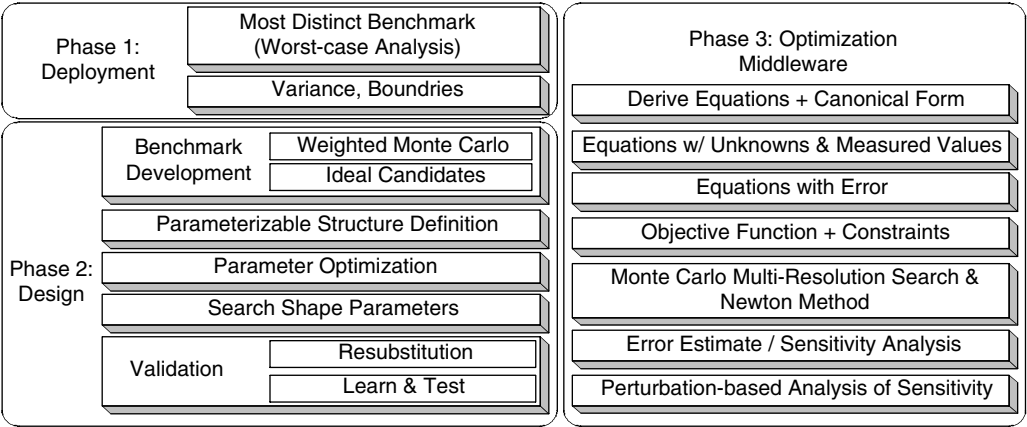 Phase 1:
Deployment
Most Distinct Benchmark
(Worst-case Analysis)
Variance, Boundries
Phase 2:
Design
Benchmark
Development
Weighted Monte Carlo
Ideal Candidates
Parameterizable Structure Definition
Parameter Optimization
Search Shape Parameters
Validation
Resubstitution
Learn & Test
Phase 3: Optimization
Middleware
Derive Equations + Canonical Form
Equations w/ Unknowns & Measured Values
Equations with Error
Objective Function + Constraints
Monte Carlo Multi-Resolution Search &
Newton Method
Error Estimate / Sensitivity Analysis
Perturbation-based Analysis of Sensitivity